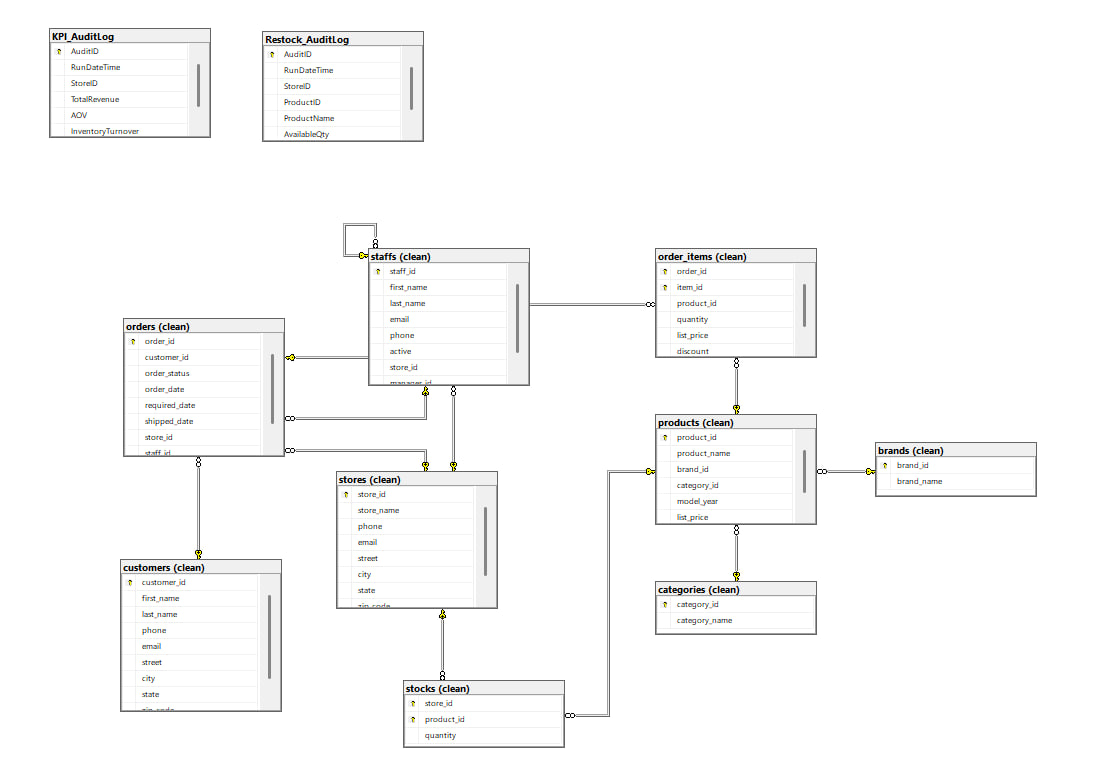 KPI_AuditLog
AuditID
RunDateTime
StoreID
TotalRevenue
AOV
InventoryTurnover
Restock_AuditLog
AuditID
RunDateTime
StoreID
ProductID
ProductName
AvailableQty
staffs (clean)
staff_id
first_name
last_name
email
phone
active
store_id
manager_id
order_items (clean)
order_id
item_id
product_id
quantity
list_price
discount
orders (clean)
order_id
customer_id
order_status
order_date
required_date
shipped_date
store_id
staff_id
products (clean)
product_id
product_name
brand_id
category_id
model_year
list_price
brands (clean)
brand_id
brand_name
stores (clean)
store_id
store_name
phone
email
street
city
state
zip_code
customers (clean)
customer_id
first_name
last_name
phone
email
street
city
state
zip_code
categories (clean)
category_id
category_name
stocks (clean)
store_id
product_id
quantity